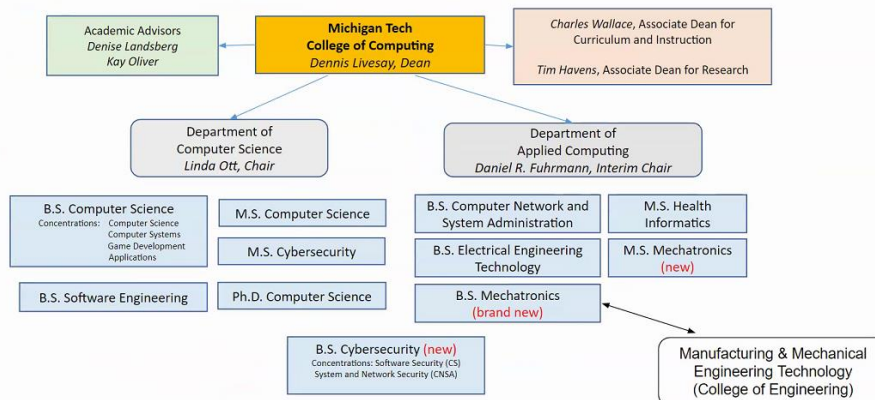 Academic Advisors
Denise Landsberg
Kay Oliver
Michigan Tech
College of Computing
Dennis Livesay, Dean
Charles Wallace, Associate Dean for
Curriculum and Instruction
Tim Havens, Associate Dean for Research
Department of
Computer Science
Linda Ott, Chair
Department of
Applied Computing
Daniel R. Fuhrmann, Interim Chair
B.S. Computer Science
Concentrations: Computer Science
Computer Systems
Game Development
Applications
M.S. Computer Science
M.S. Cybersecurity
B.S. Software Engineering
Ph.D. Computer Science
B.S. Computer Network and
System Administration
M.S. Health
Informatics
B.S. Electrical Engineering
Technology
M.S. Mechatronics
(new)
B.S. Mechatronics
(brand new)
B.S. Cybersecurity (new)
Concentrations: Software Security (CS)
System and Network Security (CNSA)
Manufacturing & Mechanical
Engineering Technology
(College of Engineering)